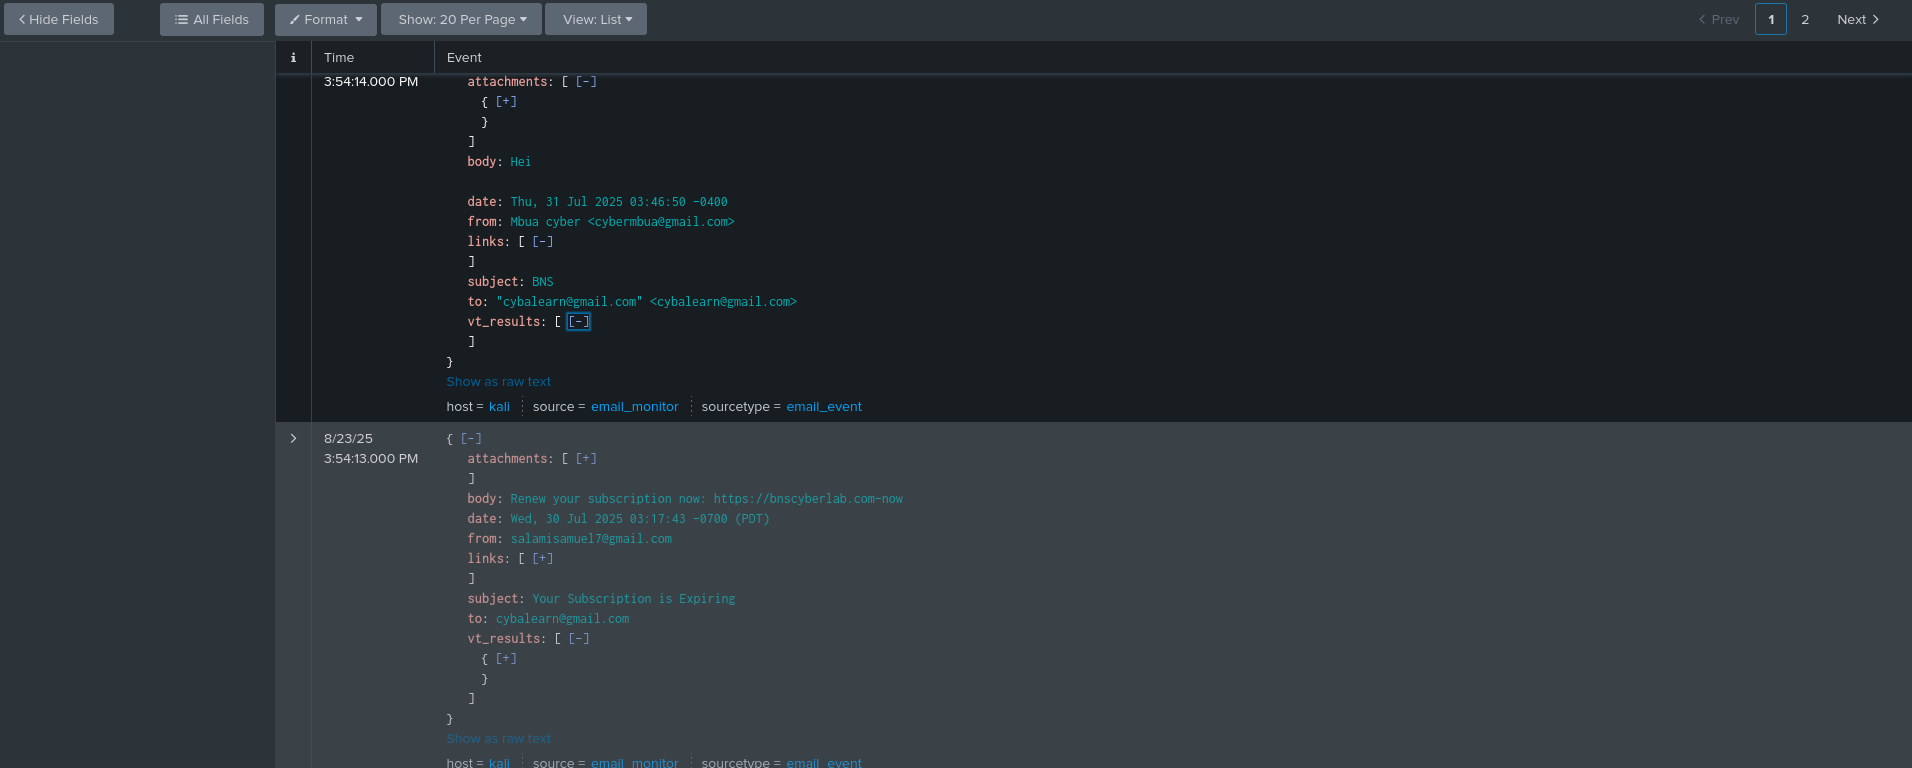 Hide Fields All Fields Format Show: 20 Per Page View: List Prev 1 2 Next
i Time Event
3:54:14.000 PM attachments: [ [-]
{ [+]
}
]
body: Hei
date: Thu, 31 Jul 2025 03:46:50 -0400
from: Mbua cyber <cybermbua@gmail.com>
links: [ [-]
]
subject: BNS
to: "cybalearn@gmail.com" <cybalearn@gmail.com>
vt_results: [ [-]
]
}
Show as raw text
host = kali source = email_monitor sourcetype = email_event
8/23/25 { [-]
3:54:13.000 PM attachments: [ [+]
]
body: Renew your subscription now: https://bnscyberlab.com-now
date: Wed, 30 Jul 2025 03:17:43 -0700 (PDT)
from: salamisamuel7@gmail.com
links: [ [+]
]
subject: Your Subscription is Expiring
to: cybalearn@gmail.com
vt_results: [ [-]
{ [+]
}
]
}
Show as raw text
host = kali source = email_monitor sourcetype = email_event